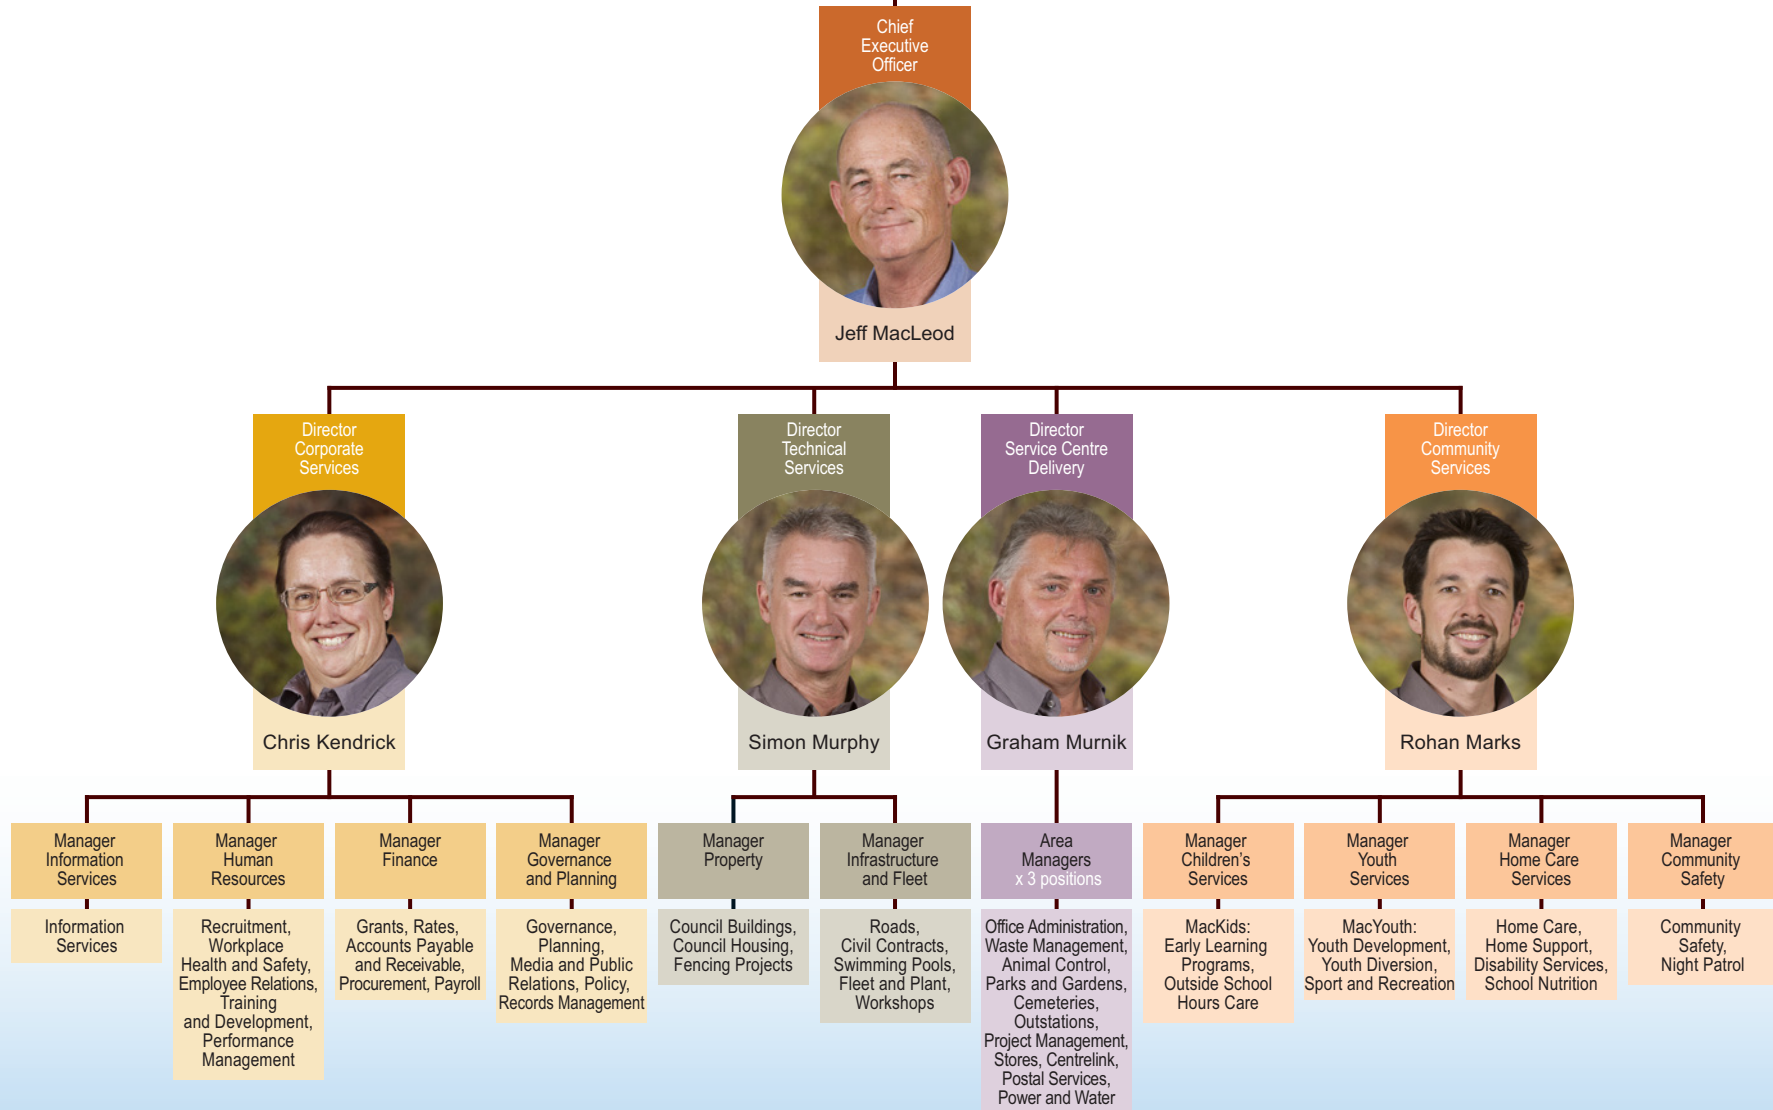 Chief
Executive
Officer
Jeff MacLeod
Director
Corporate
Services
Chris Kendrick
Director
Technical
Services
Simon Murphy
Director
Service Centre
Delivery
Graham Murnik
Director
Community
Services
Rohan Marks
Manager
Information
Services
Information
Services
Manager
Human
Resources
Recruitment,
Workplace
Health and Safety,
Employee Relations,
Training
and Development,
Performance
Management
Manager
Finance
Grants, Rates,
Accounts Payable
and Receivable,
Procurement, Payroll
Manager
Governance
and Planning
Governance,
Planning,
Media and Public
Relations, Policy,
Records Management
Manager
Property
Council Buildings,
Council Housing,
Fencing Projects
Manager
Infrastructure
and Fleet
Roads,
Civil Contracts,
Swimming Pools,
Fleet and Plant,
Workshops
Area
Managers
x 3 positions
Office Administration,
Waste Management,
Animal Control,
Parks and Gardens,
Cemeteries,
Outstations,
Project Management,
Stores, Centrelink,
Postal Services,
Power and Water
Manager
Children’s
Services
MacKids:
Early Learning
Programs,
Outside School
Hours Care
Manager
Youth
Services
MacYouth:
Youth Development,
Youth Diversion,
Sport and Recreation
Manager
Home Care
Services
Home Care,
Home Support,
Disability Services,
School Nutrition
Manager
Community
Safety
Community
Safety,
Night Patrol